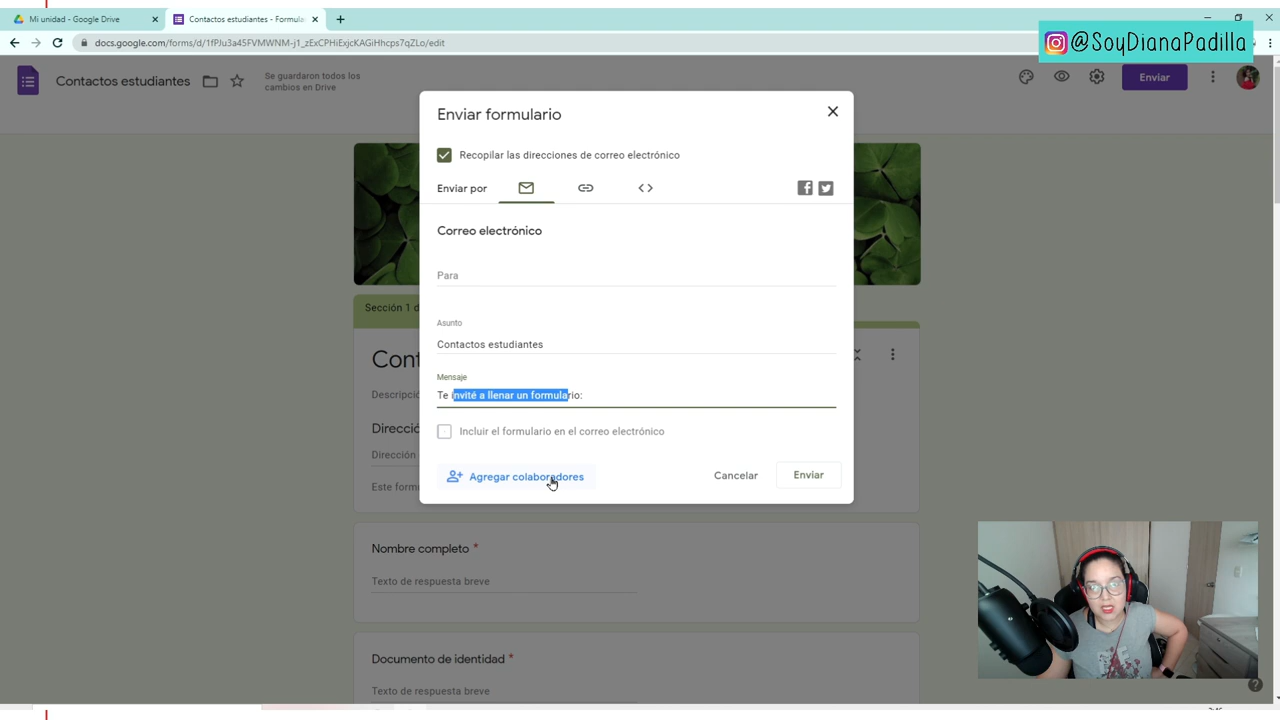 Mi unidad - Google Drive
Contactos estudiantes - Formula
docs.google.com/forms/d/1fPJu3a45FVMWNM-j1_zExCPHiExjcKAGiHhcps7qZLo/edit
@SoyDianaPadilla
Contactos estudiantes
Se guardaron todos los
cambios en Drive
Enviar
Enviar formulario
Recopilar las direcciones de correo electrónico
Enviar por
Correo electrónico
Para
Sección 1 d
Asunto
Contactos estudiantes
Cont
Mensaje
Descripció
Te invité a llenar un formulario:
Direcció
Incluir el formulario en el correo electrónico
Dirección
Agregar colaboradores
Cancelar
Enviar
Este form
Nombre completo *
Texto de respuesta breve
Documento de identidad *
Texto de respuesta breve